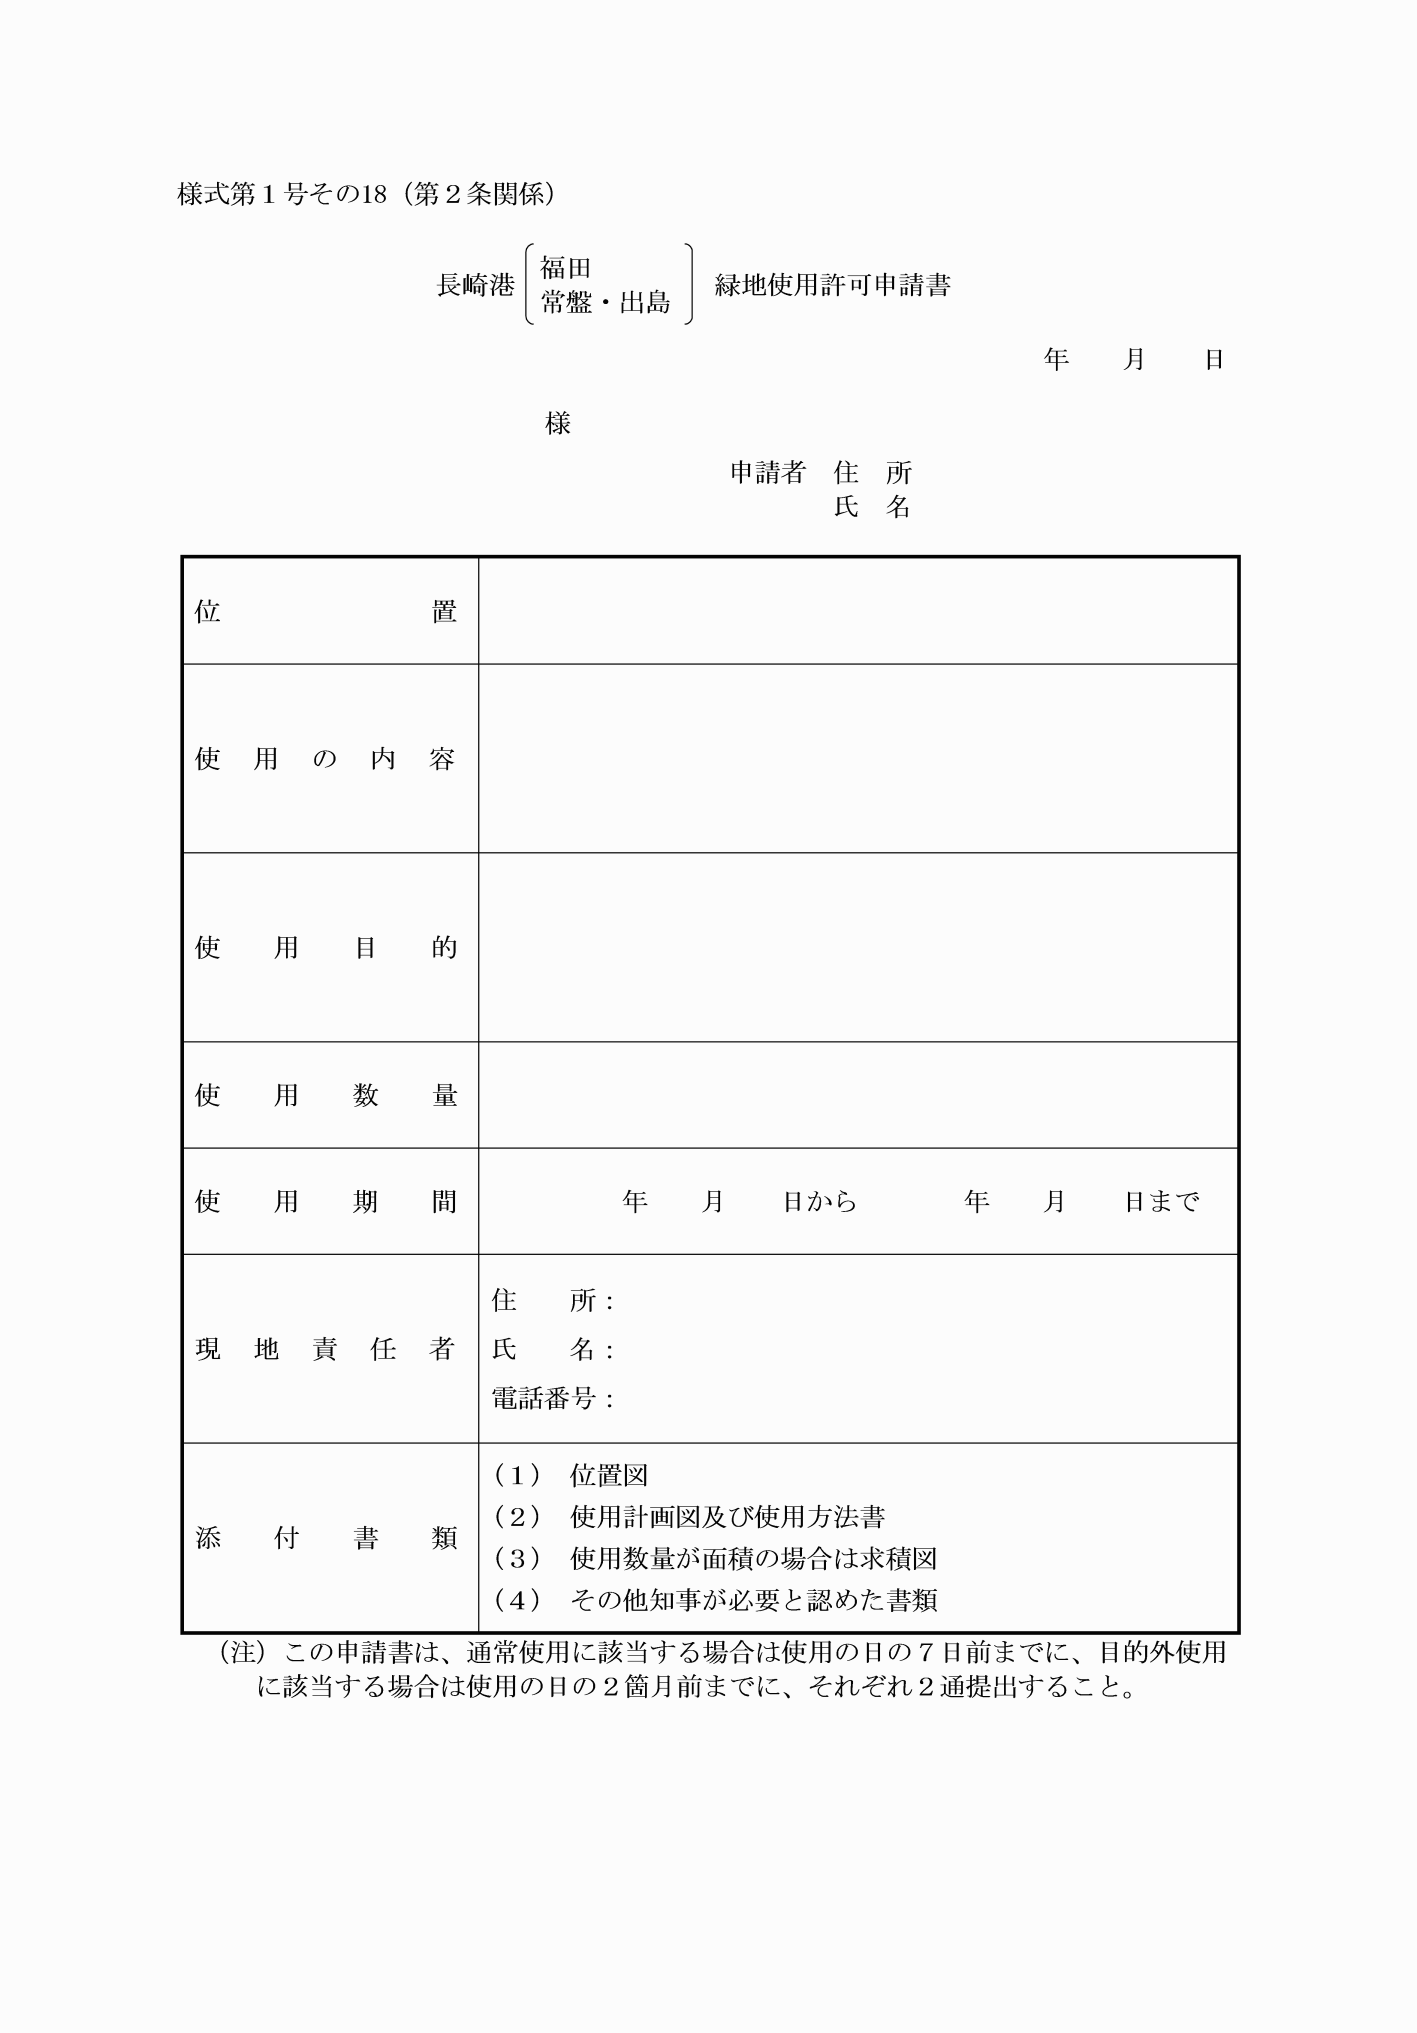 様式第１号その18（第２条関係）
長崎港
福田
常盤・出島
緑地使用許可申請書
年　　月　　日
様
申請者　住　所
氏　名
位置
使用の内容
使用目的
使用数量
使用期間　年　　月　　日から　　　　年　　月　　日まで
住　　所：
現地責任者　氏　　名：
電話番号：
（１）　位置図
（２）　使用計画図及び使用方法書
添付書類
（３）　使用数量が面積の場合は求積図
（４）　その他知事が必要と認めた書類
（注）この申請書は、通常使用に該当する場合は使用の日の７日前までに、目的外使用
に該当する場合は使用の日の２箇月前までに、それぞれ２通提出すること。